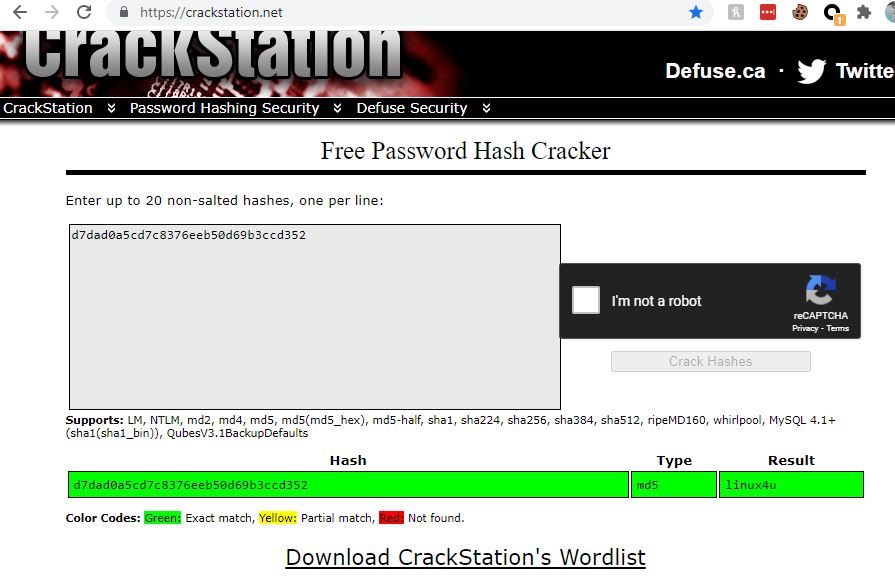 https://crackstation.net
1
CrackStation
Defuse.ca · Twitte
CrackStation Password Hashing Security Defuse Security
Free Password Hash Cracker
Enter up to 20 non-salted hashes, one per line:
d7dad0a5cd7c8376eeb50d69b3ccd352
I'm not a robot
reCAPTCHA
Privacy - Terms
Crack Hashes
Supports: LM, NTLM, md2, md4, md5, md5(md5_hex), md5-half, sha1, sha224, sha256, sha384, sha512, ripeMD160, whirlpool, MySQL 4.1+
(sha1(sha1_bin)), QubesV3.1BackupDefaults
Hash Type Result
d7dad0a5cd7c8376eeb50d69b3ccd352 md5 linux4u
Color Codes: Green: Exact match, Yellow: Partial match, Red: Not found.
Download CrackStation's Wordlist